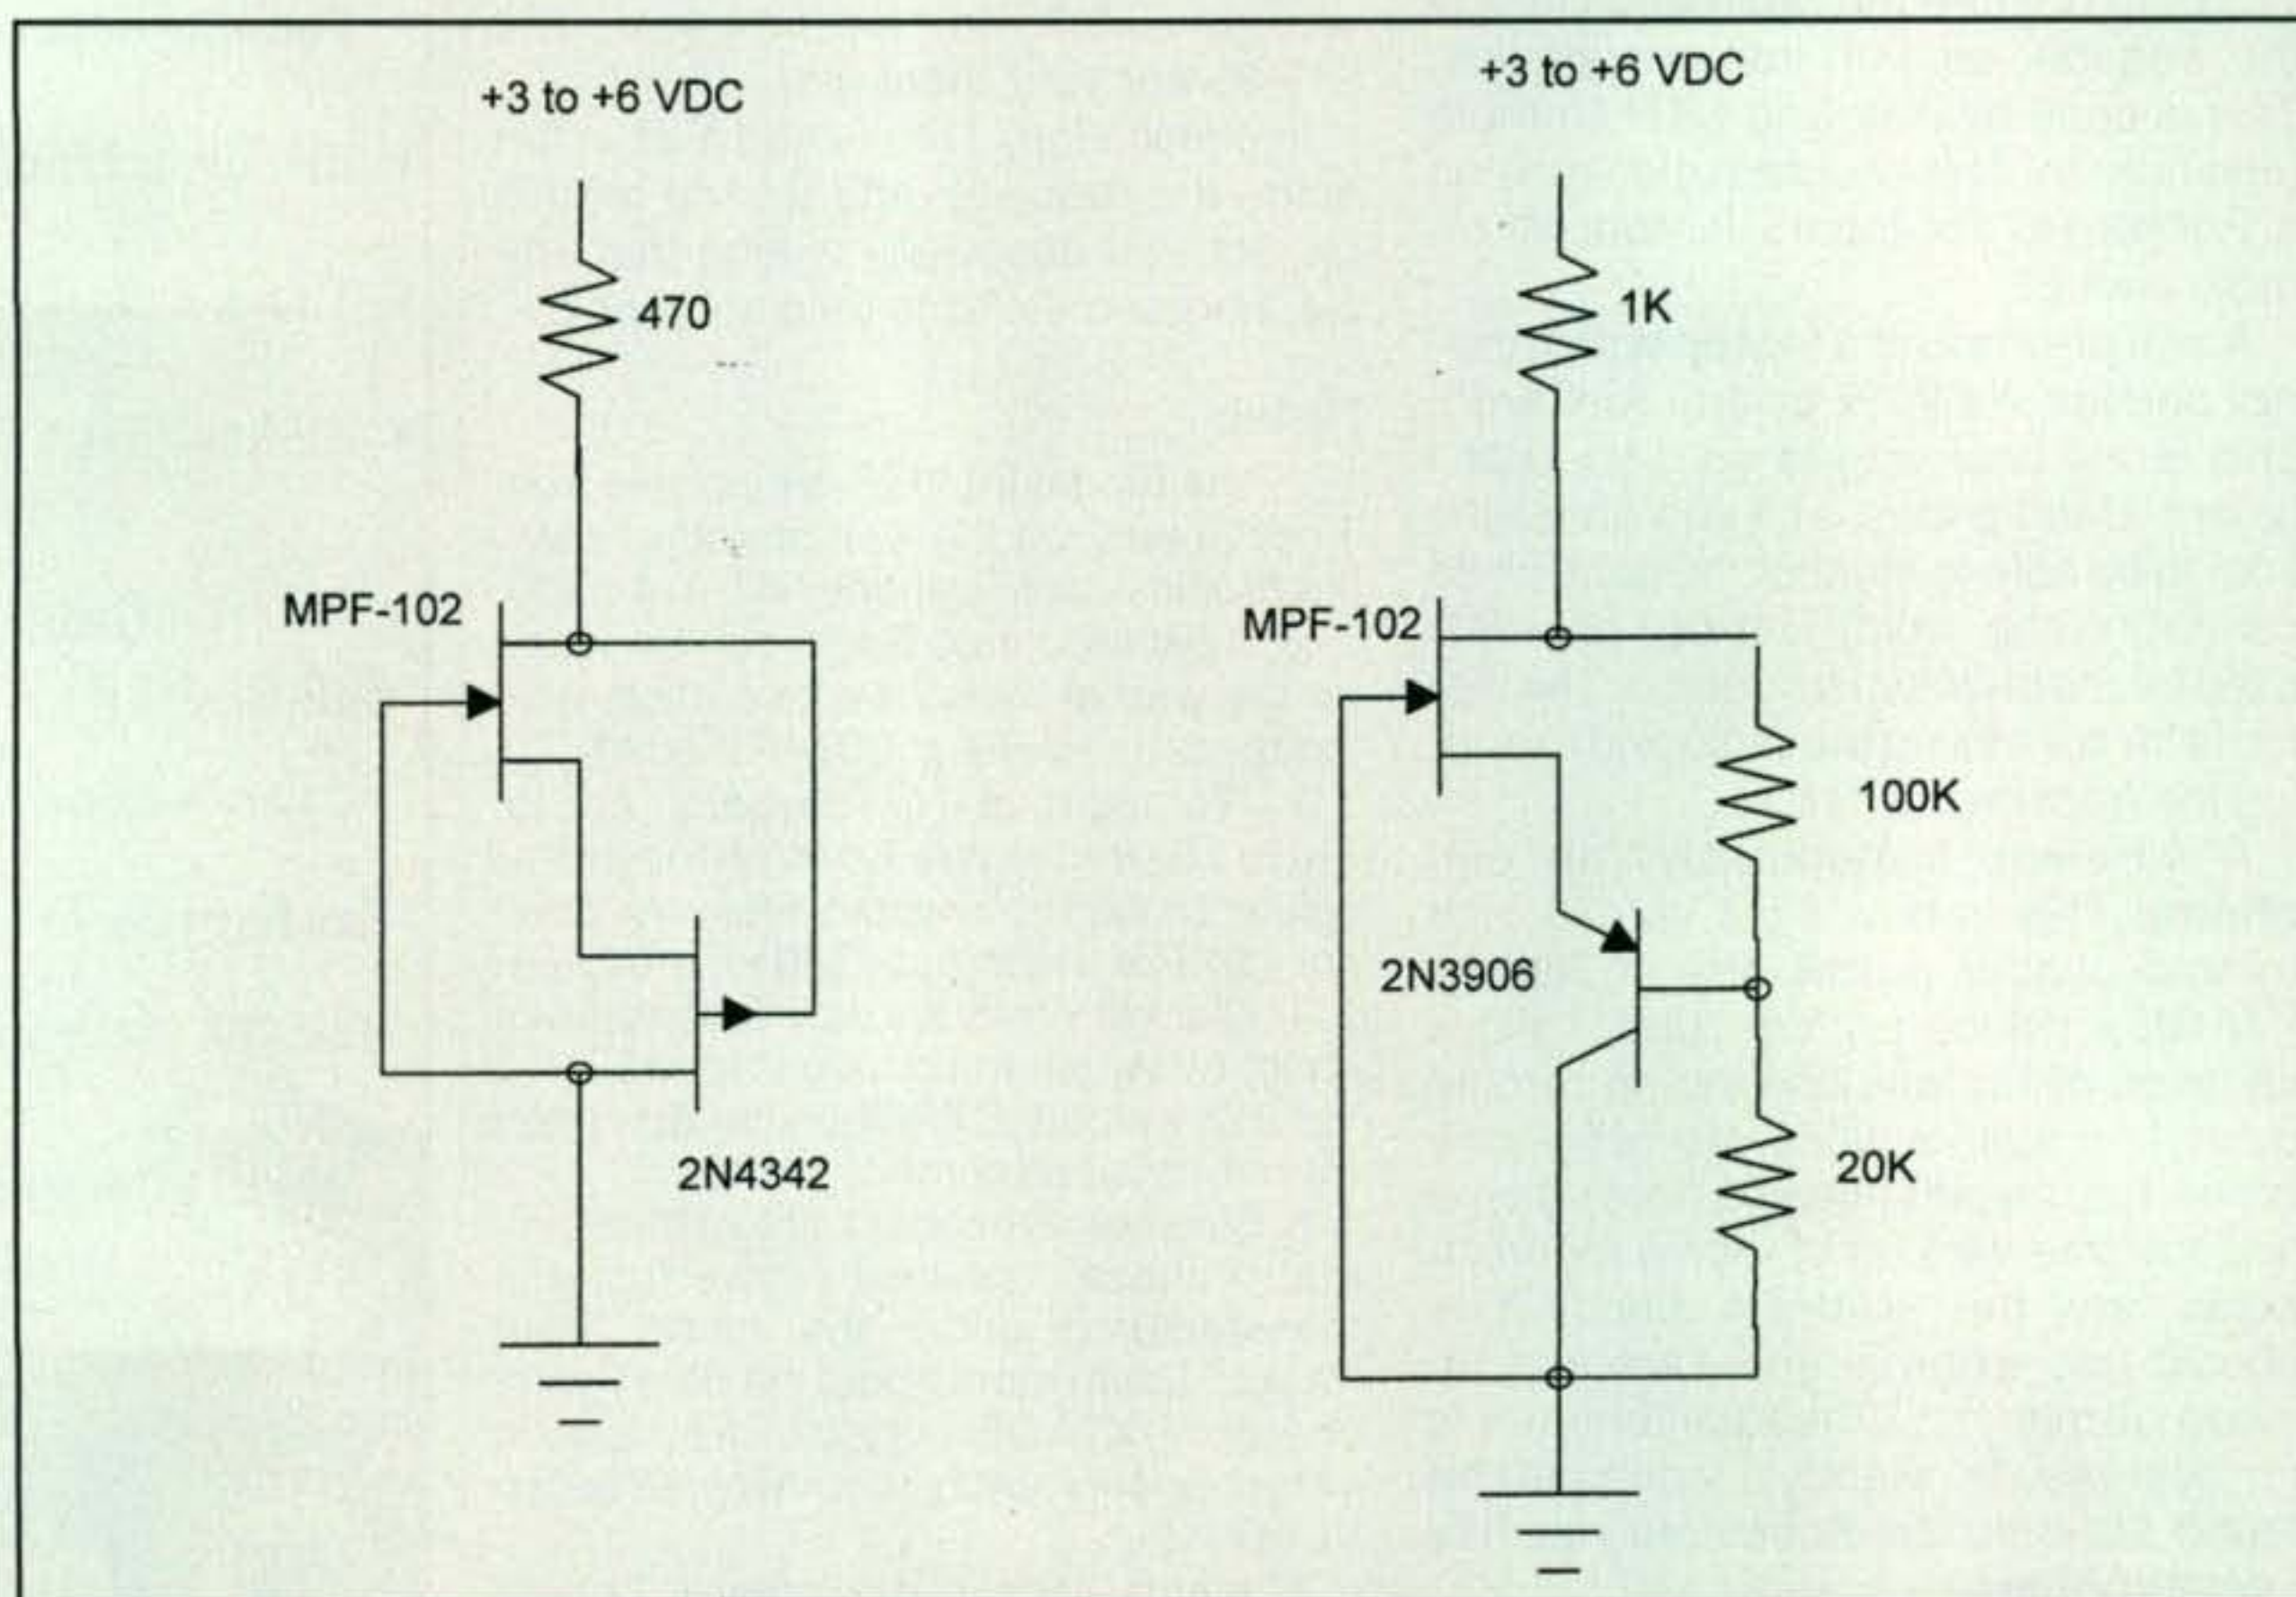 +3 to +6 VDC
470
MPF-102
2N4342
+3 to +6 VDC
1K
MPF-102
100K
2N3906
20K